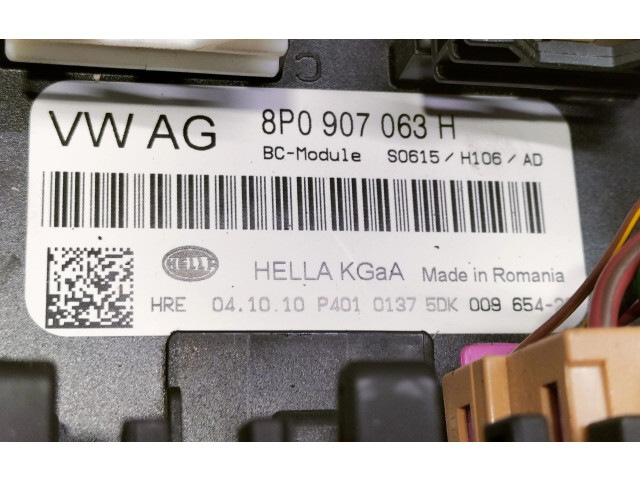 C
VW AG 8P0 907 063 H
BC-Module S0615/H106/AD
HELLA HELLA KGaA Made in Romania
HRE 04.10.10 P401 0137 5DK 009